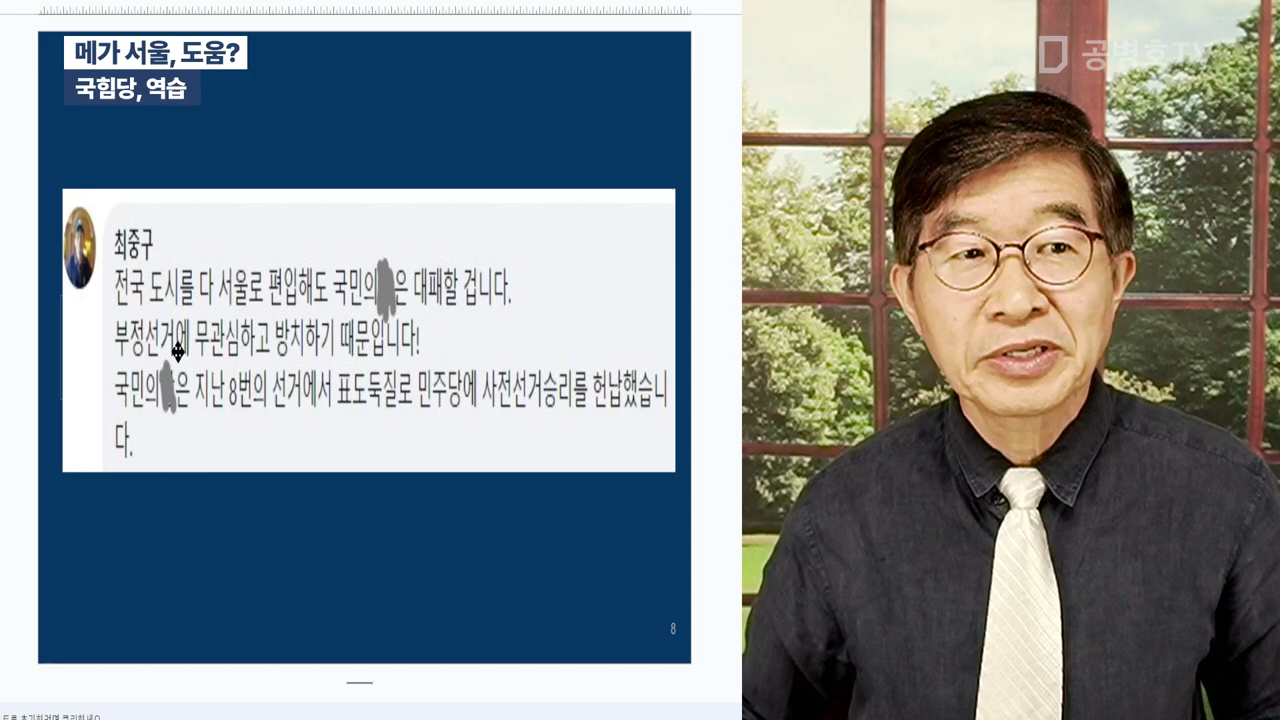 메가 서울, 도움?
국힘당, 역습
공병호TV
최중구
전국 도시를 다 서울로 편입해도 국민의 은 대패할 겁니다.
부정선거에 무관심하고 방치하기 때문입니다!
국민의 은 지난 8번의 선거에서 표도둑질로 민주당에 사전선거승리를 헌납했습니
다.
8